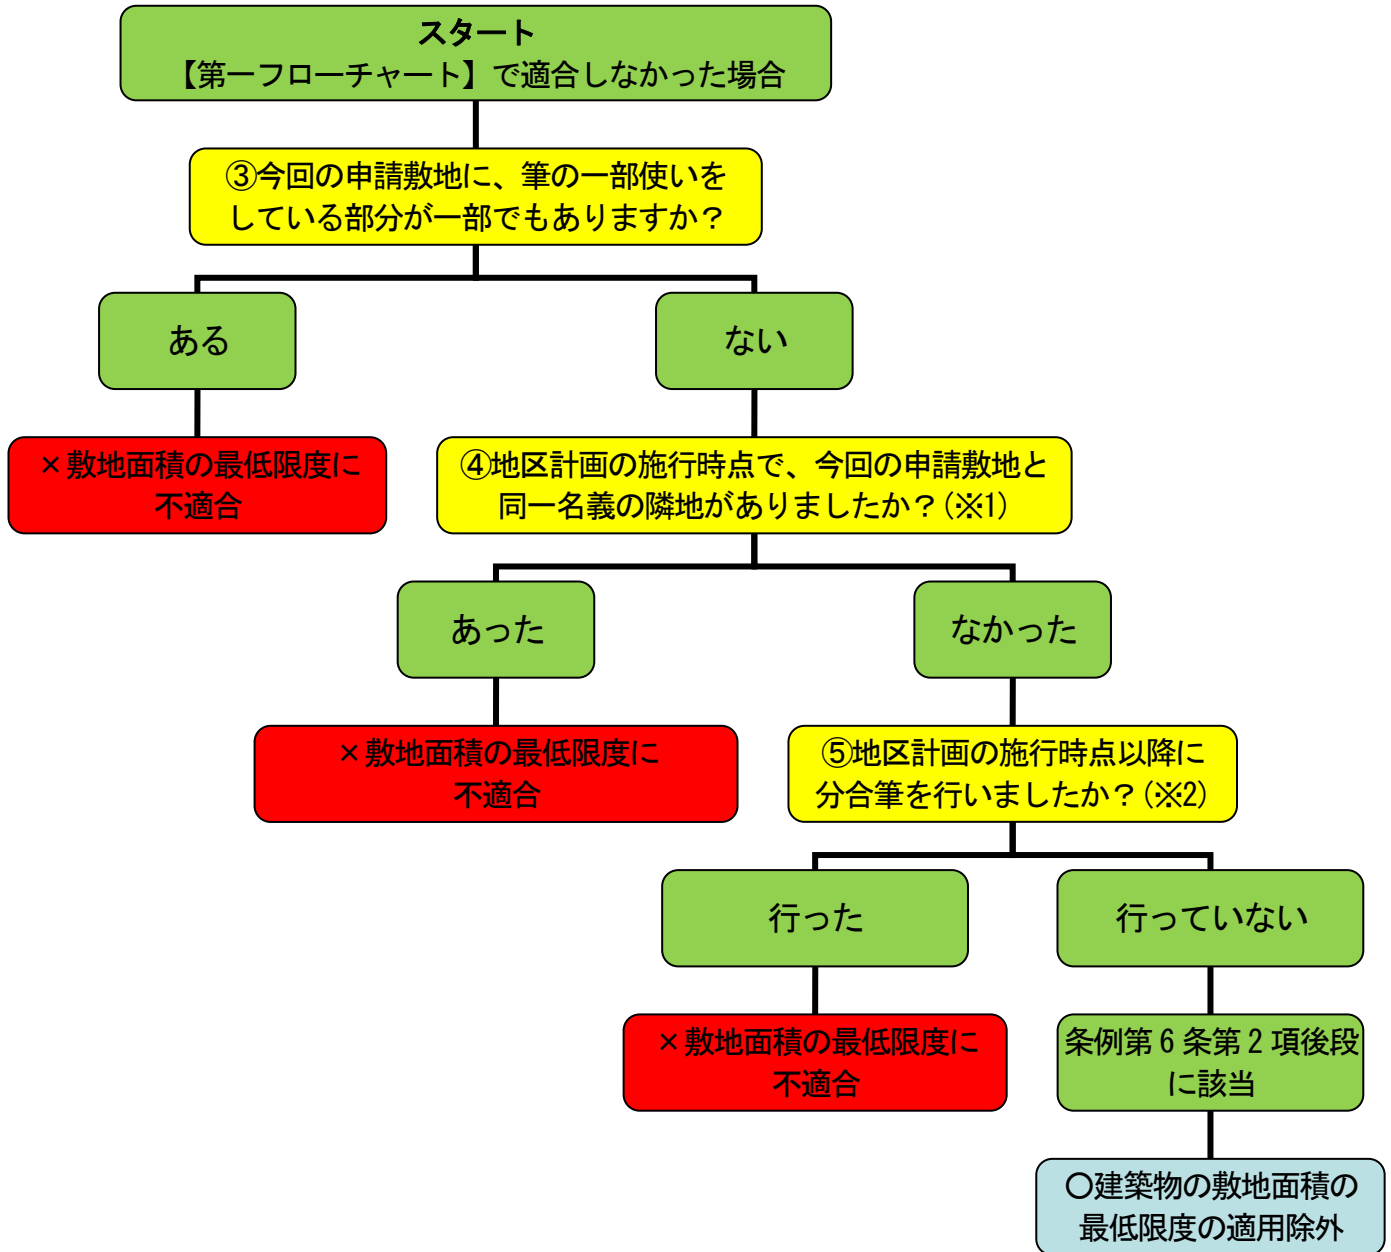 スタート
【第一フローチャート】で適合しなかった場合
③今回の申請敷地に、筆の一部使いを
している部分が一部でもありますか？
ある
ない
×敷地面積の最低限度に
不適合
④地区計画の施行時点で、今回の申請敷地と
同一名義の隣地がありましたか？(※1)
あった
なかった
×敷地面積の最低限度に
不適合
⑤地区計画の施行時点以降に
分合筆を行いましたか？(※2)
行った
行っていない
×敷地面積の最低限度に
不適合
条例第6条第2項後段
に該当
〇建築物の敷地面積の
最低限度の適用除外